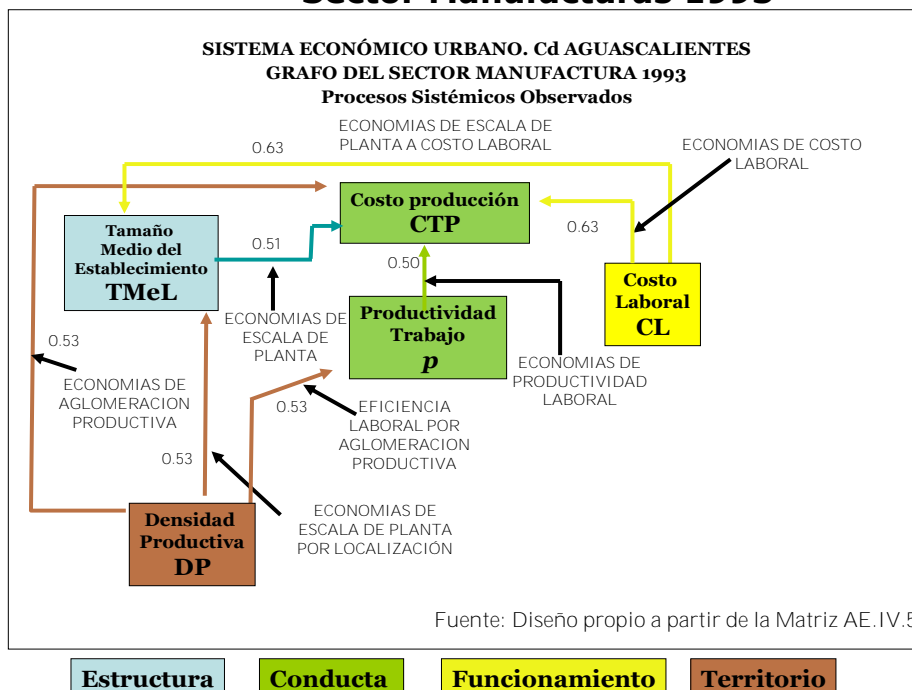 Sector Manufacturas 1993
SISTEMA ECONÓMICO URBANO. Cd AGUASCALIENTES
GRAFO DEL SECTOR MANUFACTURA 1993
Procesos Sistémicos Observados
ECONOMIAS DE ESCALA DE
PLANTA A COSTO LABORAL
0.63
ECONOMIAS DE COSTO
LABORAL
Costo producción
CTP
Tamaño
Medio del
Establecimiento
TMeL
0.51
0.63
0.50
Costo
Laboral
CL
Productividad
Trabajo
p
ECONOMIAS DE
ESCALA DE
PLANTA
0.53
ECONOMIAS DE
AGLOMERACION
PRODUCTIVA
ECONOMIAS DE
PRODUCTIVIDAD
LABORAL
0.53
EFICIENCIA
LABORAL POR
AGLOMERACION
PRODUCTIVA
0.53
Densidad
Productiva
DP
ECONOMIAS DE
ESCALA DE PLANTA
POR LOCALIZACIÓN
Fuente: Diseño propio a partir de la Matriz AE.IV.5
Estructura
Conducta
Funcionamiento
Territorio